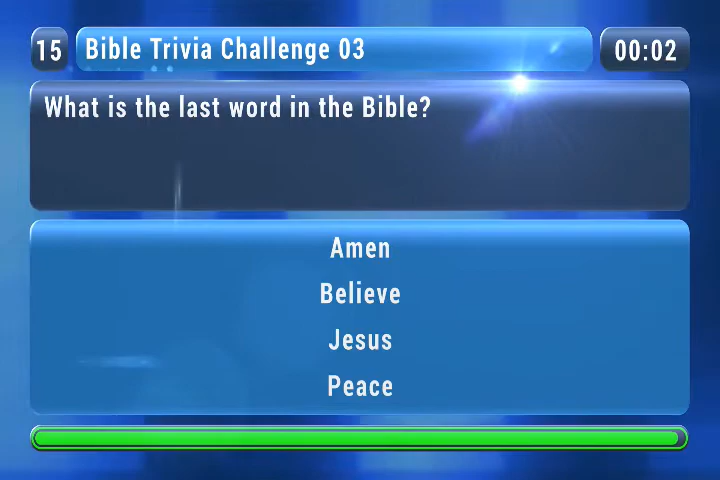 15 Bible Trivia Challenge 03 00:02
What is the last word in the Bible?
Amen
Believe
Jesus
Peace